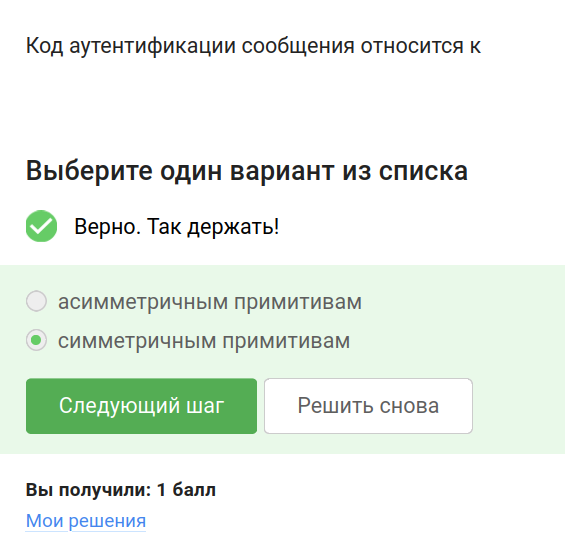 Код аутентификации сообщения относится к
Выберите один вариант из списка
Верно. Так держать!
асимметричным примитивам
симметричным примитивам
Следующий шаг
Решить снова
Вы получили: 1 балл
Мои решения